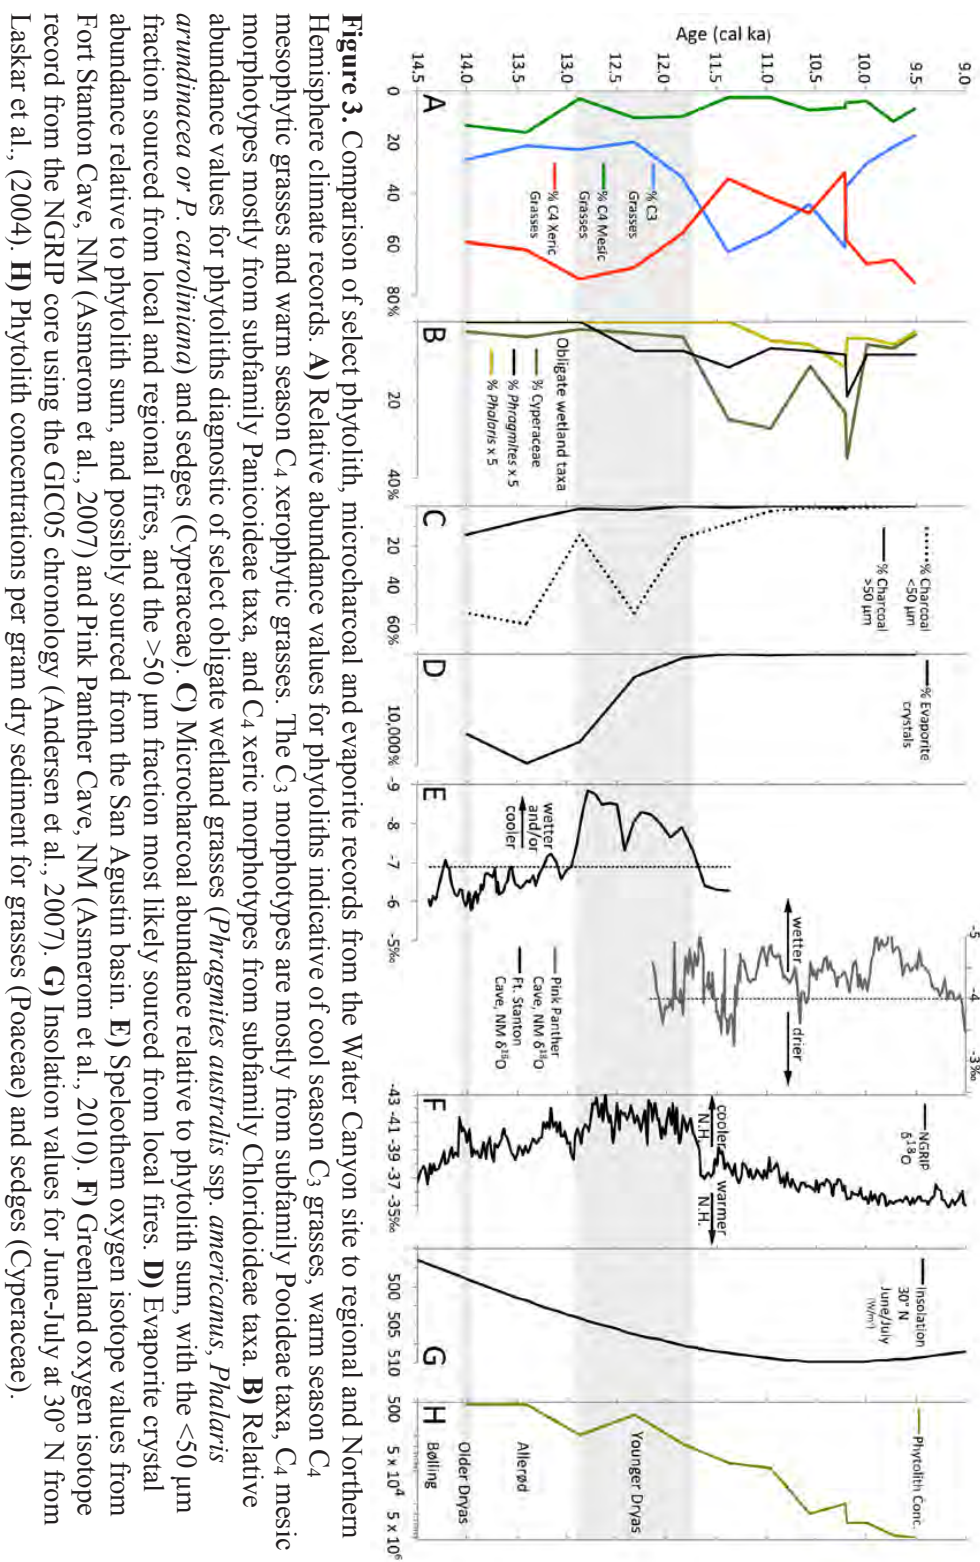 Age (cal ka)
14.5 14.0 13.5 13.0 12.5 12.0 11.5 11.0 10.5 10.0 9.5 9.0
0 20 40 60 80%
A
% C3 Grasses
% C4 Mesic Grasses
% C4 Xeric Grasses
20 40%
B
Obligate wetland taxa
% Cyperaceae
% Phragmites x 5
% Phalaris x 5
20 40 60%
C
% Charcoal <50 µm
% Charcoal >50 µm
10,000%
D
% Evaporite crystals
-9 -8 -7 -6 -5‰
E
wetter and/or cooler
-5 -4 -3‰
wetter
drier
Pink Panther Cave, NM δ¹⁸O
Ft. Stanton Cave, NM δ¹⁸O
-43 -41 -39 -37 -35‰
F
cooler N.H.
warmer N.H.
NGRIP δ¹⁸O
500 505 510
G
Insolation 30° N June/July (W/m²)
500 5 x 10⁴ 5 x 10⁶
H
Phytolith Conc.
Younger Dryas
Allerød
Older Dryas
Bølling
Figure 3. Comparison of select phytolith, microcharcoal and evaporite records from the Water Canyon site to regional and Northern
Hemisphere climate records. A) Relative abundance values for phytoliths indicative of cool season C₃ grasses, warm season C₄
mesophytic grasses and warm season C₄ xerophytic grasses. The C₃ morphotypes are mostly from subfamily Pooideae taxa, C₄ mesic
morphotypes mostly from subfamily Panicoideae taxa, and C₄ xeric morphotypes from subfamily Chloridoideae taxa. B) Relative
abundance values for phytoliths diagnostic of select obligate wetland grasses (Phragmites australis ssp. americanus, Phalaris
arundinacea or P. caroliniana) and sedges (Cyperaceae). C) Microcharcoal abundance relative to phytolith sum, with the <50 µm
fraction sourced from local and regional fires, and the >50 µm fraction most likely sourced from local fires. D) Evaporite crystal
abundance relative to phytolith sum, and possibly sourced from the San Agustin basin. E) Speleothem oxygen isotope values from
Fort Stanton Cave, NM (Asmerom et al., 2007) and Pink Panther Cave, NM (Asmerom et al., 2010). F) Greenland oxygen isotope
record from the NGRIP core using the GIC05 chronology (Andersen et al., 2007). G) Insolation values for June-July at 30° N from
Laskar et al., (2004). H) Phytolith concentrations per gram dry sediment for grasses (Poaceae) and sedges (Cyperaceae).